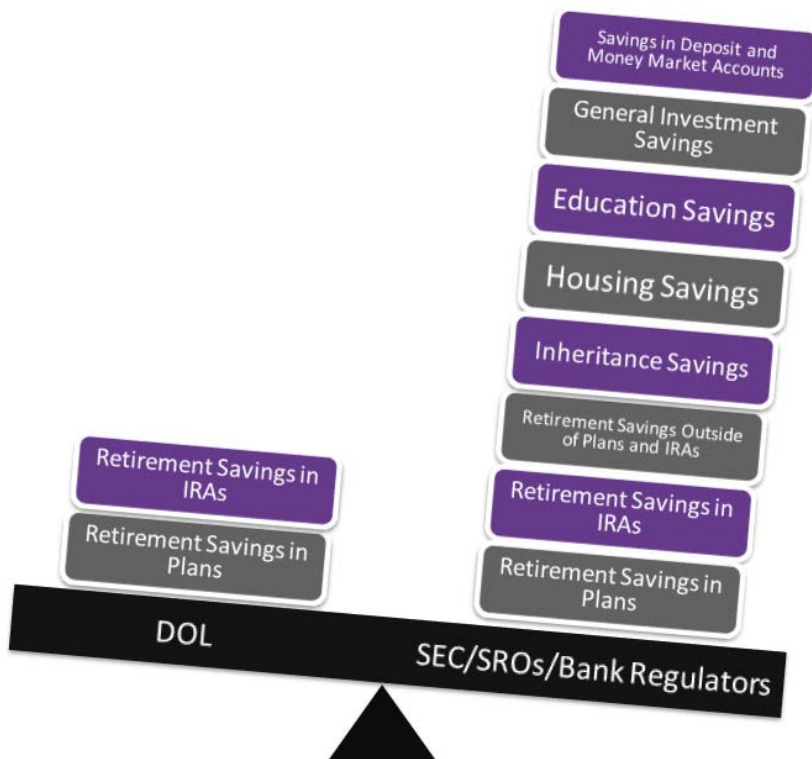 Savings in Deposit and
Money Market Accounts
General Investment
Savings
Education Savings
Housing Savings
Inheritance Savings
Retirement Savings Outside
of Plans and IRAs
Retirement Savings in
IRAs
Retirement Savings in
Plans
Retirement Savings in
IRAs
Retirement Savings in
Plans
DOL
SEC/SROs/Bank Regulators